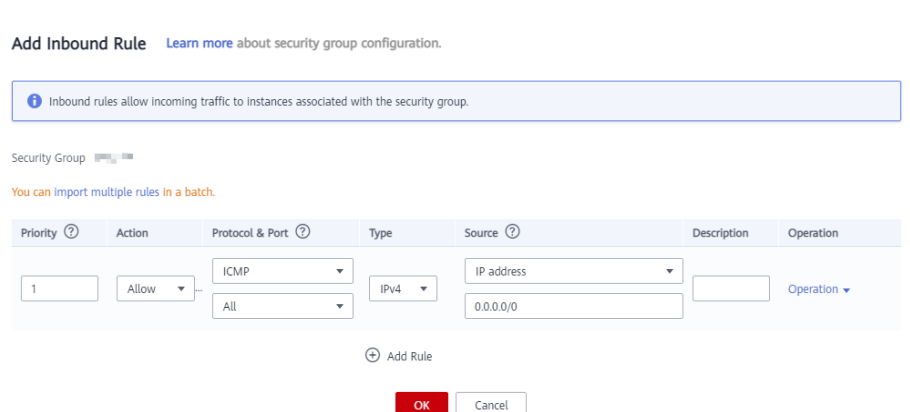 Add Inbound Rule Learn more about security group configuration.
Inbound rules allow incoming traffic to instances associated with the security group.
Security Group
You can import multiple rules in a batch.
Priority ? Action Protocol & Port ? Type Source ? Description Operation
ICMP IP address
1 Allow ... IPv4 Operation
All 0.0.0.0/0
Add Rule
OK Cancel